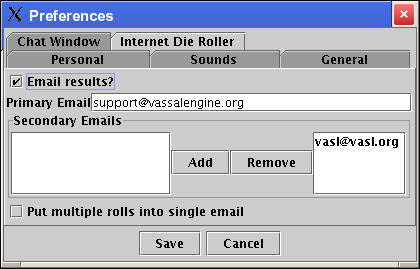 Preferences
Chat Window Internet Die Roller
Personal Sounds General
Email results?
Primary Email support@vassalengine.org
Secondary Emails
vasl@vasl.org
Add Remove
Put multiple rolls into single email
Save Cancel